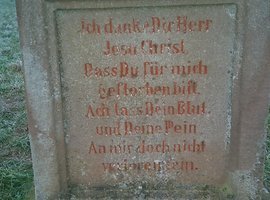 Ich danke Dir Herr
Jesu Christ
Dass Du für mich
gestorben bist.
Ach lass Dein Blut
und Deine Pein
An mir doch nicht
verloren sein.